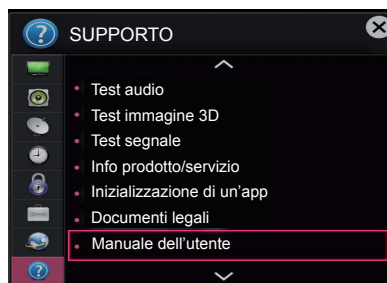 SUPPORTO
Test audio
Test immagine 3D
Test segnale
Info prodotto/servizio
Inizializzazione di un'app
Documenti legali
Manuale dell'utente